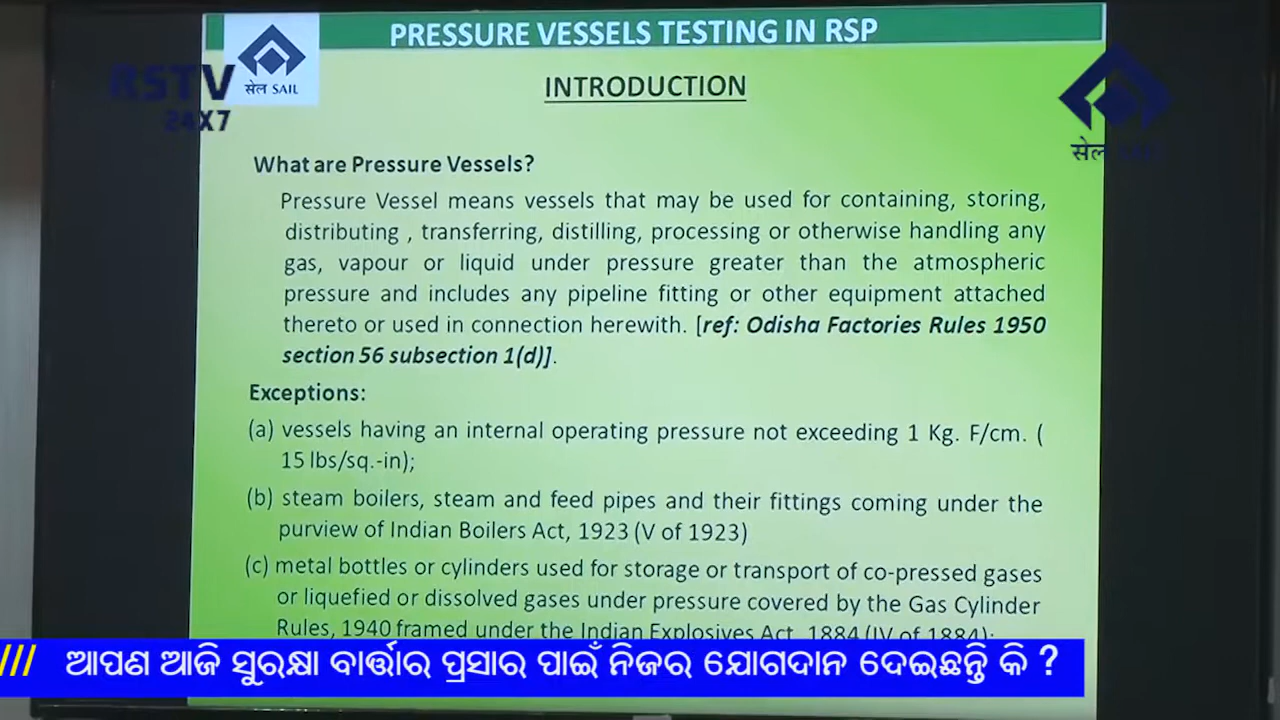 PRESSURE VESSELS TESTING IN RSP
सेल SAIL
RSTV
24X7
सेल SAIL
INTRODUCTION
What are Pressure Vessels?
Pressure Vessel means vessels that may be used for containing, storing,
distributing , transferring, distilling, processing or otherwise handling any
gas, vapour or liquid under pressure greater than the atmospheric
pressure and includes any pipeline fitting or other equipment attached
thereto or used in connection herewith. [ref: Odisha Factories Rules 1950
section 56 subsection 1(d)].
Exceptions:
(a) vessels having an internal operating pressure not exceeding 1 Kg. F/cm. (
15 lbs/sq.-in);
(b) steam boilers, steam and feed pipes and their fittings coming under the
purview of Indian Boilers Act, 1923 (V of 1923)
(c) metal bottles or cylinders used for storage or transport of co-pressed gases
or liquefied or dissolved gases under pressure covered by the Gas Cylinder
Rules, 1940 framed under the Indian Explosives Act, 1884 (IV of 1884);
/// ଆପଣ ଆଜି ସୁରକ୍ଷା ବାର୍ତ୍ତାର ପ୍ରସାର ପାଇଁ ନିଜର ଯୋଗଦାନ ଦେଇଛନ୍ତି କି ?